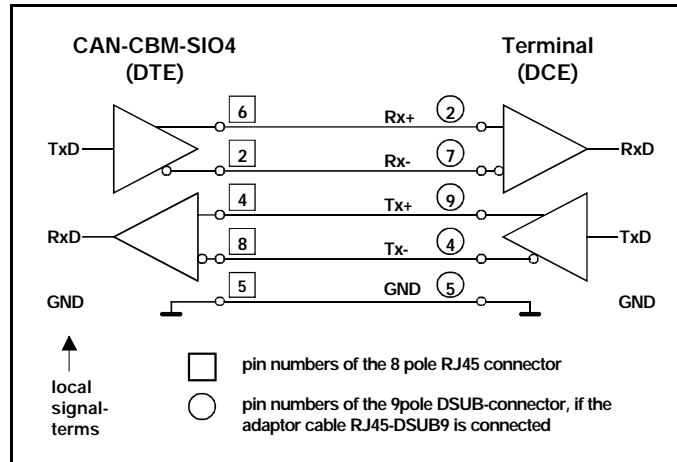 CAN-CBM-SIO4 Terminal
(DTE) (DCE)
6 Rx+ 2
TxD RxD
2 Rx- 7
4 Tx+ 9
RxD TxD
8 Tx- 4
5 GND 5
GND GND
local
signal-
terms
pin numbers of the 8 pole RJ45 connector
pin numbers of the 9pole DSUB-connector, if the
adaptor cable RJ45-DSUB9 is connected